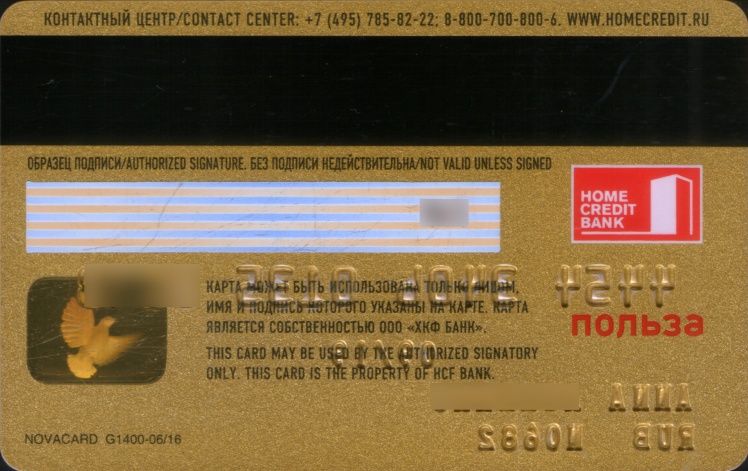 КОНТАКТНЫЙ ЦЕНТР/CONTACT CENTER: +7 (495) 785-82-22; 8-800-700-800-6. WWW.HOMECREDIT.RU
ОБРАЗЕЦ ПОДПИСИ/AUTHORIZED SIGNATURE. БЕЗ ПОДПИСИ НЕДЕЙСТВИТЕЛЬНА/NOT VALID UNLESS SIGNED
HOME
CREDIT
BANK
КАРТА МОЖЕТ БЫТЬ ИСПОЛЬЗОВАНА ТОЛЬКО ЛИЦОМ,
ИМЯ И ПОДПИСЬ КОТОРОГО УКАЗАНЫ НА КАРТЕ. КАРТА
ЯВЛЯЕТСЯ СОБСТВЕННОСТЬЮ ООО «ХКФ БАНК».
польза
THIS CARD MAY BE USED BY THE AUTHORIZED SIGNATORY
ONLY. THIS CARD IS THE PROPERTY OF HCF BANK.
ANNA
RUB N0682
NOVACARD G1400-06/16